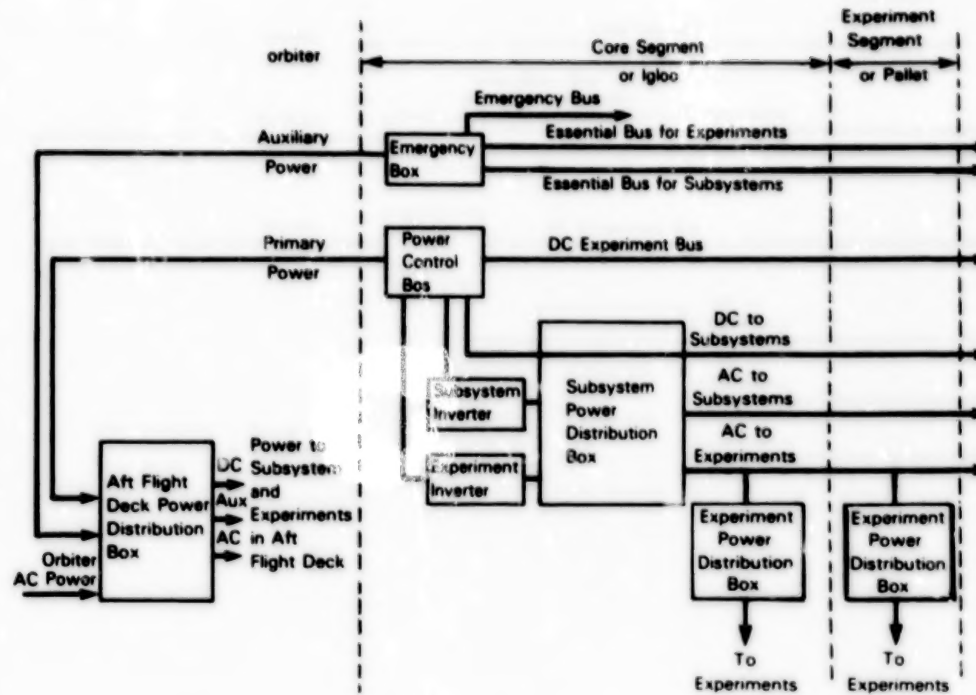 orbiter
Core Segment
or Igloo
Experiment
Segment
or Pallet
Emergency Bus
Auxiliary
Power
Emergency
Box
Essential Bus for Experiments
Essential Bus for Subsystems
Primary
Power
Power
Control
Box
DC Experiment Bus
DC to
Subsystems
Subsystem
Inverter
Subsystem
Power
Distribution
Box
AC to
Subsystems
AC to
Experiments
Experiment
Inverter
Aft Flight
Deck Power
Distribution
Box
Orbiter
AC Power
DC
Aux
AC
Power to
Subsystem
and
Experiments
in Aft
Flight Deck
Experiment
Power
Distribution
Box
To
Experiments
Experiment
Power
Distribution
Box
To
Experiments